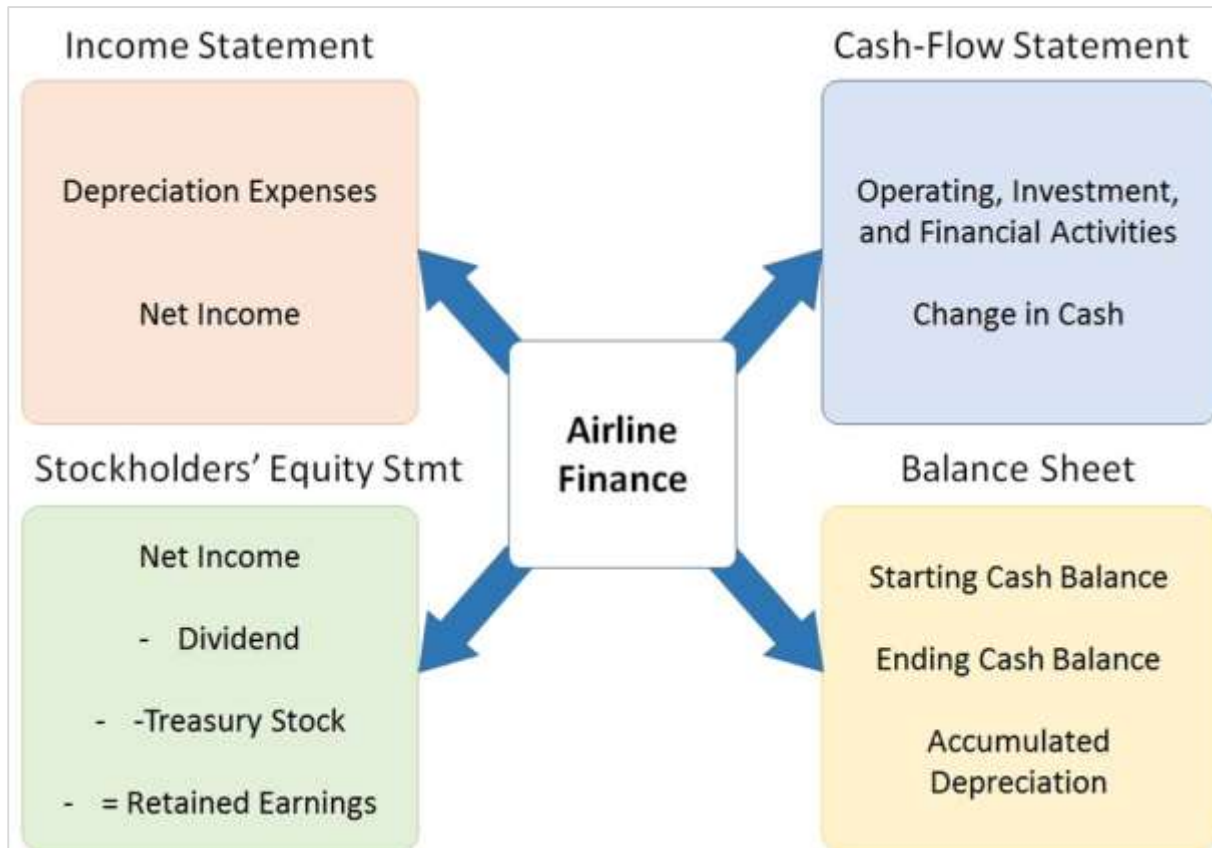 Income Statement
Depreciation Expenses
Net Income
Cash-Flow Statement
Operating, Investment,
and Financial Activities
Change in Cash
Airline
Finance
Stockholders’ Equity Stmt
Net Income
- Dividend
- -Treasury Stock
- = Retained Earnings
Balance Sheet
Starting Cash Balance
Ending Cash Balance
Accumulated
Depreciation